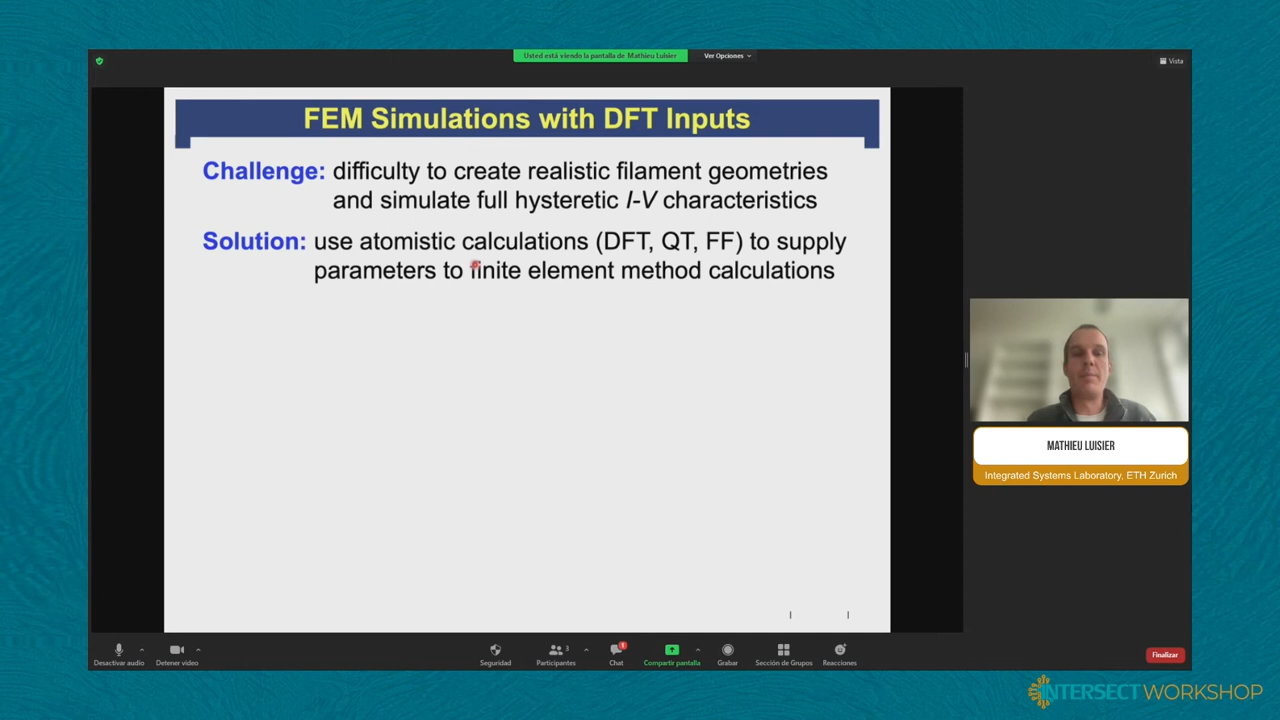 Usted está viendo la pantalla de Mathieu Luisier
Ver Opciones
Vista
FEM Simulations with DFT Inputs
Challenge: difficulty to create realistic filament geometries
and simulate full hysteretic I-V characteristics
Solution: use atomistic calculations (DFT, QT, FF) to supply
parameters to finite element method calculations
MATHIEU LUISIER
Integrated Systems Laboratory, ETH Zurich
Desactivar audio
Detener video
Seguridad
Participantes
3
Chat
1
Compartir pantalla
Grabar
Sección de Grupos
Reacciones
Finalizar
INTERSECT WORKSHOP